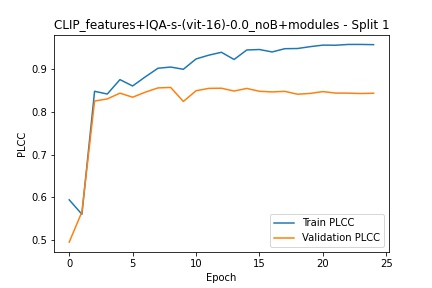 CLIP_features+IQA-s-(vit-16)-0.0_noB+modules - Split 1
PLCC
0.9
0.8
0.7
0.6
0.5
Train PLCC
Validation PLCC
0 5 10 15 20 25
Epoch